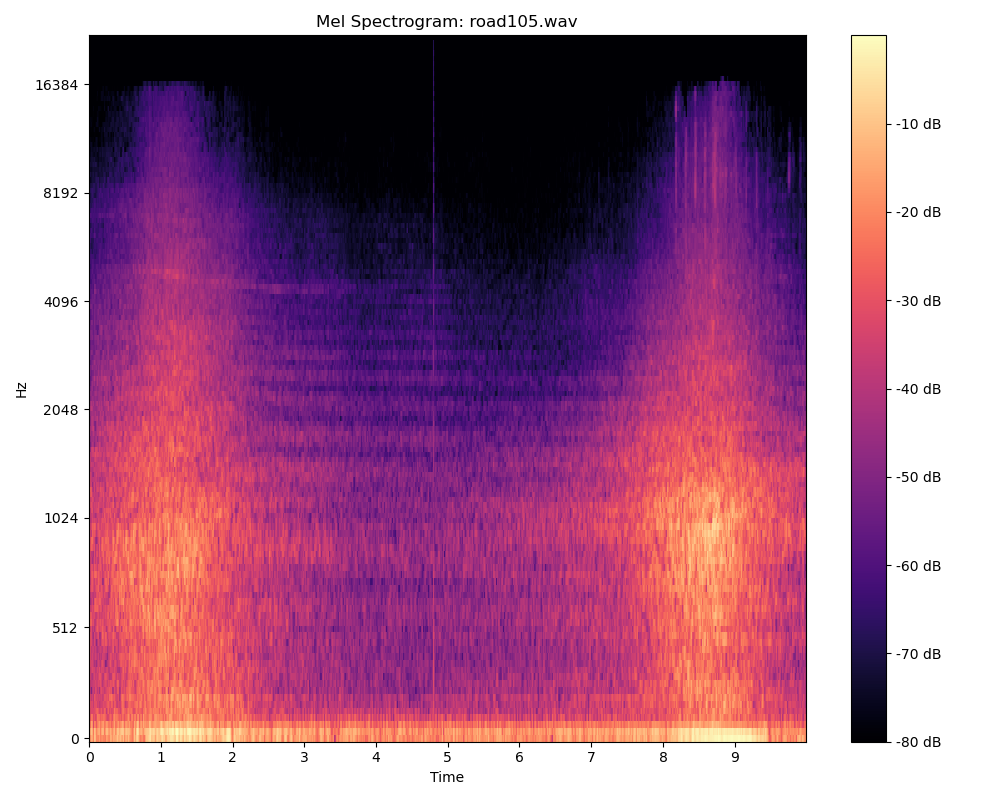 Mel Spectrogram: road105.wav
16384
8192
4096
2048
1024
512
0
Hz
0 1 2 3 4 5 6 7 8 9
Time
-10 dB
-20 dB
-30 dB
-40 dB
-50 dB
-60 dB
-70 dB
-80 dB